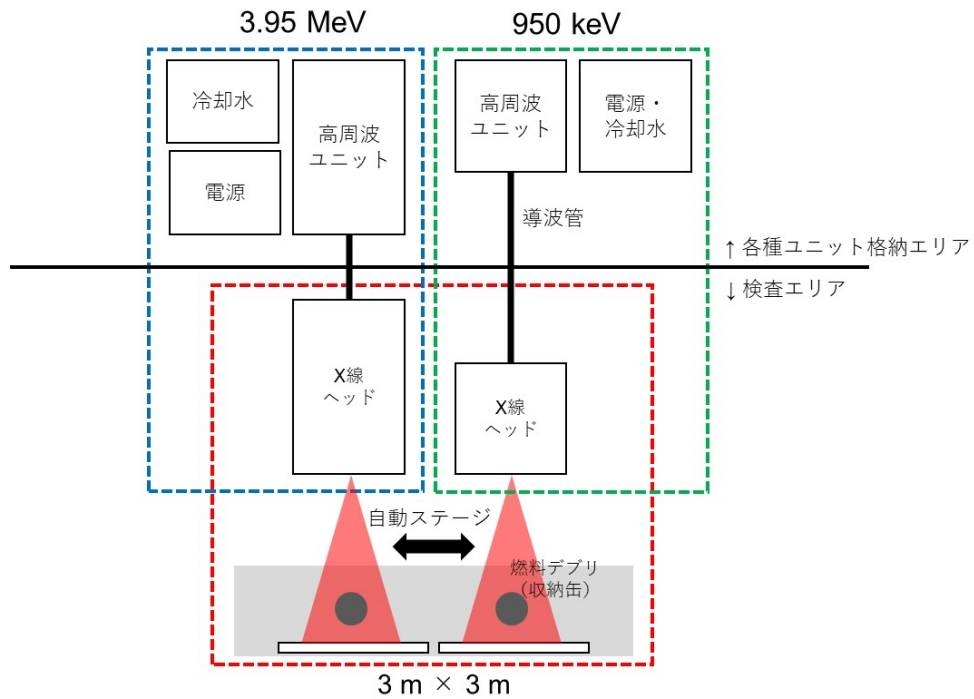 3.95 MeV
950 keV
冷却水
電源
高周波
ユニット
高周波
ユニット
電源・
冷却水
導波管
↑ 各種ユニット格納エリア
↓ 検査エリア
X線
ヘッド
X線
ヘッド
自動ステージ
燃料デブリ
（収納缶）
3 m × 3 m